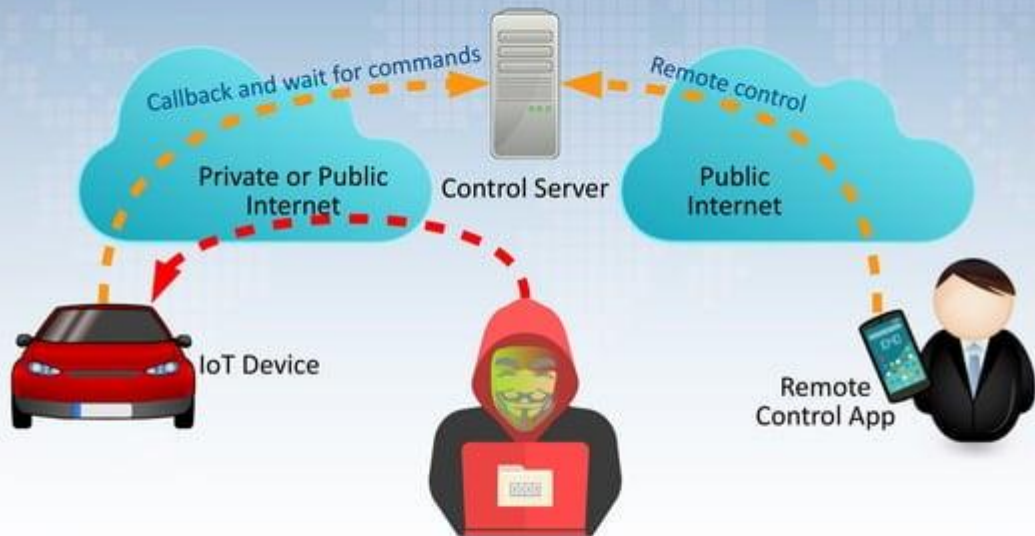 Callback and wait for commands
Remote control
Private or Public
Internet
Control Server
Public
Internet
IoT Device
Remote
Control App